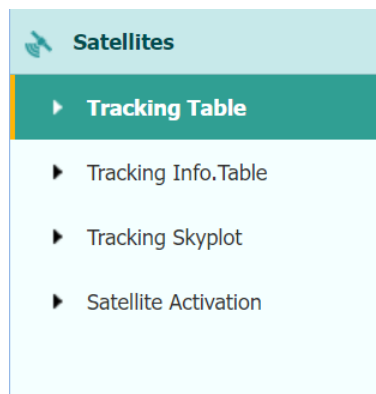 Satellites
Tracking Table
Tracking Info.Table
Tracking Skyplot
Satellite Activation